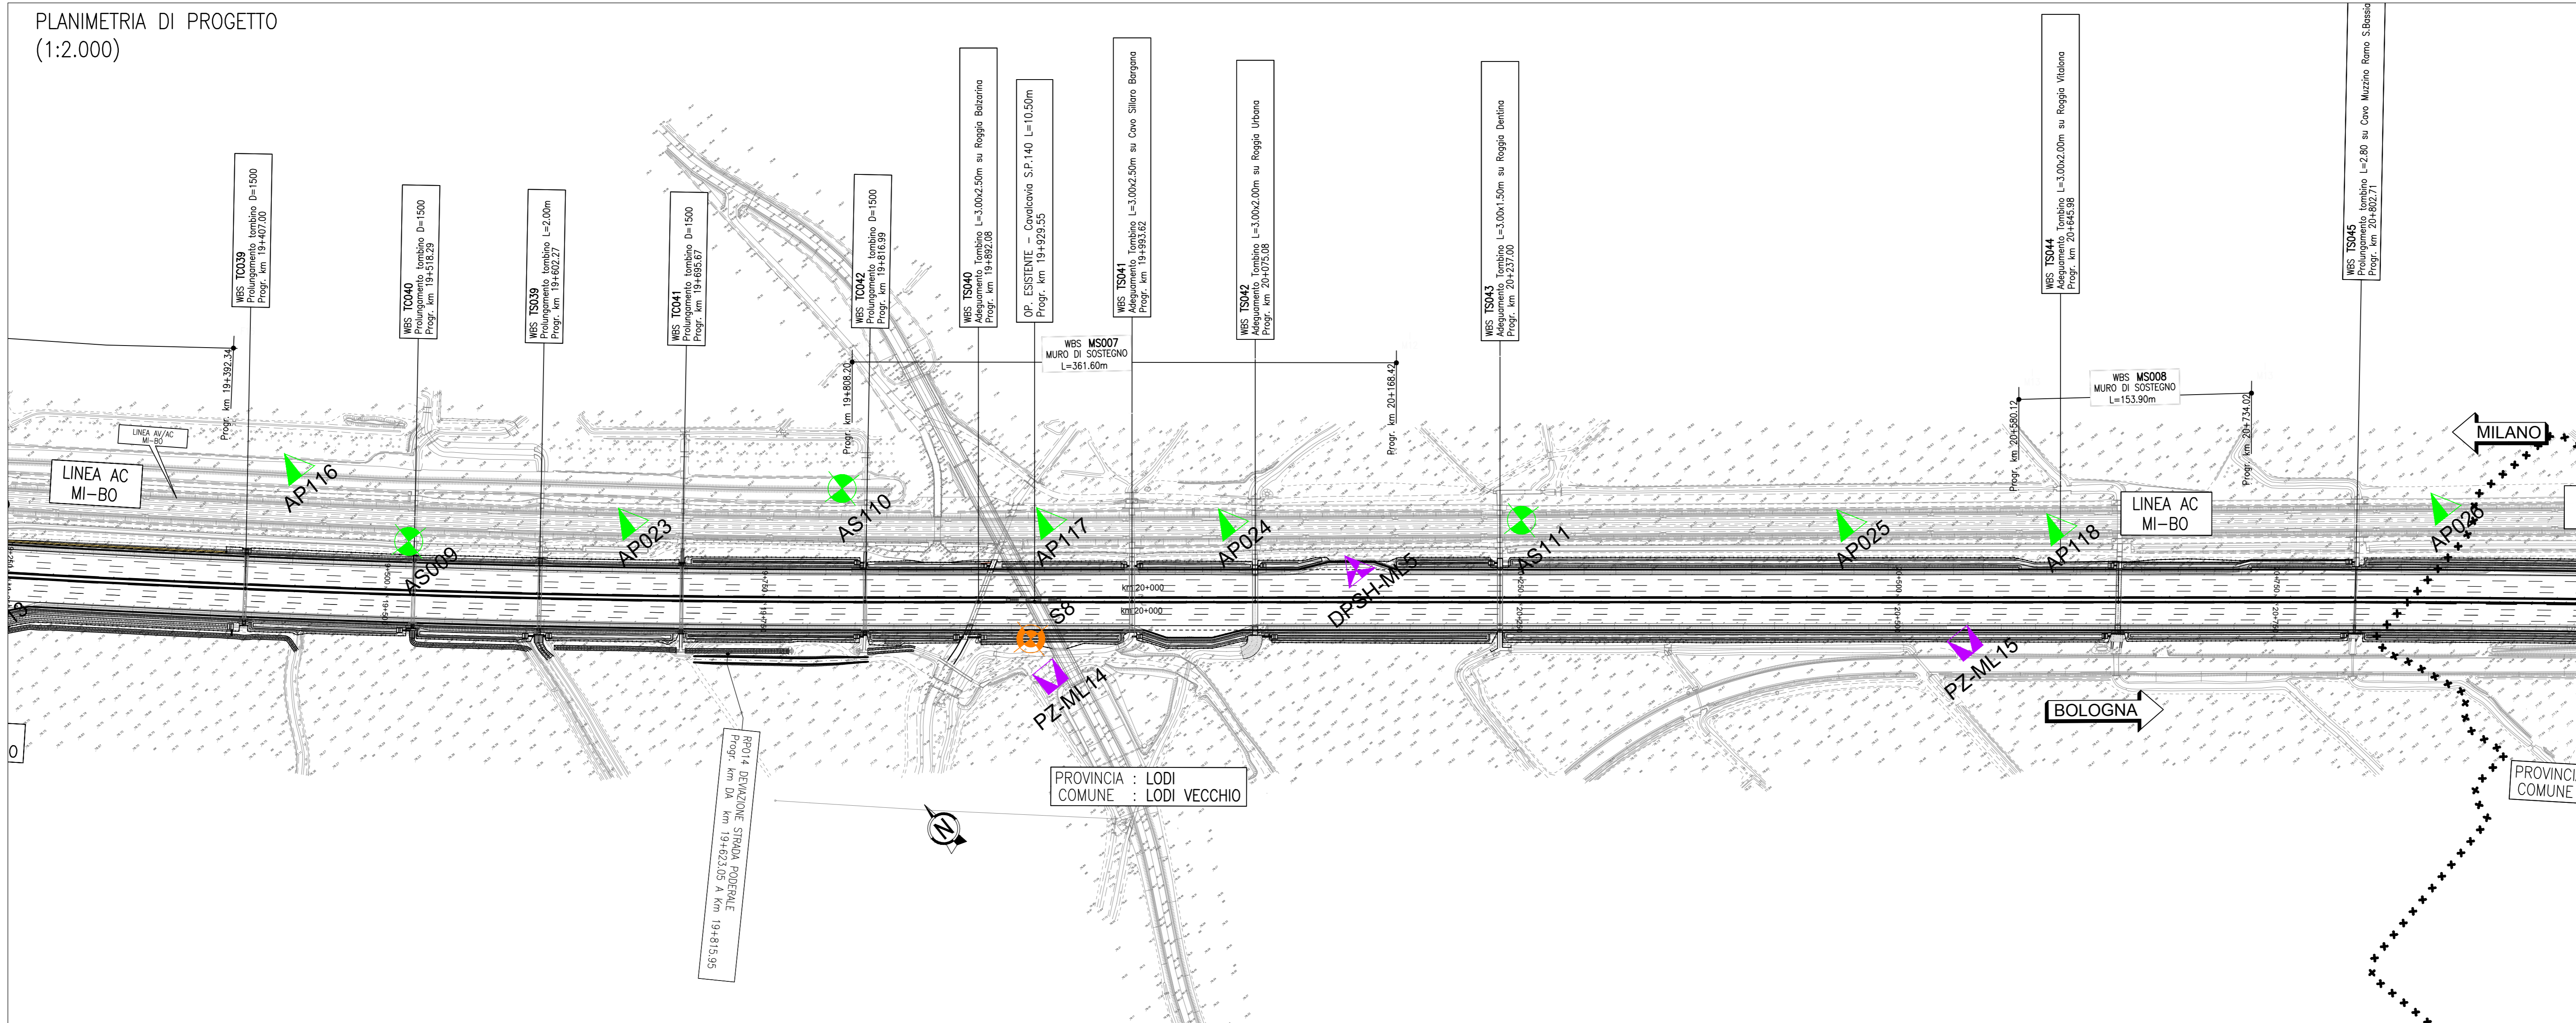 PLANIMETRIA DI PROGETTO
(1:2.000)
WBS TC039
Prolungamento tombino D=1500
Progr. km 19+407.00
WBS TC040
Prolungamento tombino D=1500
Progr. km 19+518.29
WBS TS039
Prolungamento tombino L=2.00m
Progr. km 19+602.27
WBS TC041
Prolungamento tombino D=1500
Progr. km 19+695.67
WBS TC042
Prolungamento tombino D=1500
Progr. km 19+816.99
WBS TS040
Adeguamento Tombino L=3.00x2.50m su Roggia Balzarina
Progr. km 19+892.08
OP. ESISTENTE - Cavalcavia S.P.140 L=10.50m
Progr. km 19+929.55
WBS TS041
Adeguamento Tombino L=3.00x2.50m su Cavo Sillaro Bargana
Progr. km 19+993.62
WBS TS042
Adeguamento Tombino L=3.00x2.00m su Roggia Urbana
Progr. km 20+075.08
WBS TS043
Adeguamento Tombino L=3.00x1.50m su Roggia Dentina
Progr. km 20+237.00
WBS TS044
Adeguamento Tombino L=3.00x2.00m su Roggia Vitalona
Progr. km 20+645.98
WBS TS045
Prolungamento tombino L=2.80 su Cavo Muzzino Ramo S.Bassia
Progr. km 20+802.71
Progr. km 19+392.34
Progr. km 19+808.20
WBS MS007
MURO DI SOSTEGNO
L=361.60m
Progr. km 20+168.42
Progr. km 20+580.12
WBS MS008
MURO DI SOSTEGNO
L=153.90m
Progr. km 20+734.02
MILANO
LINEA AV/AC
MI-BO
LINEA AC
MI-BO
AP116
AS009
AP023
AS110
AP117
AP024
DPSH-ML5
AS111
AP025
AP118
LINEA AC
MI-BO
AP026
km 20+000
km 20+000
S8
PZ-ML14
PZ-ML15
BOLOGNA
RP014 DEVIAZIONE STRADA PODERALE
Progr. km DA km 19+623.05 A Km 19+815.95
N
PROVINCIA : LODI
COMUNE : LODI VECCHIO
PROVINCI
COMUNE